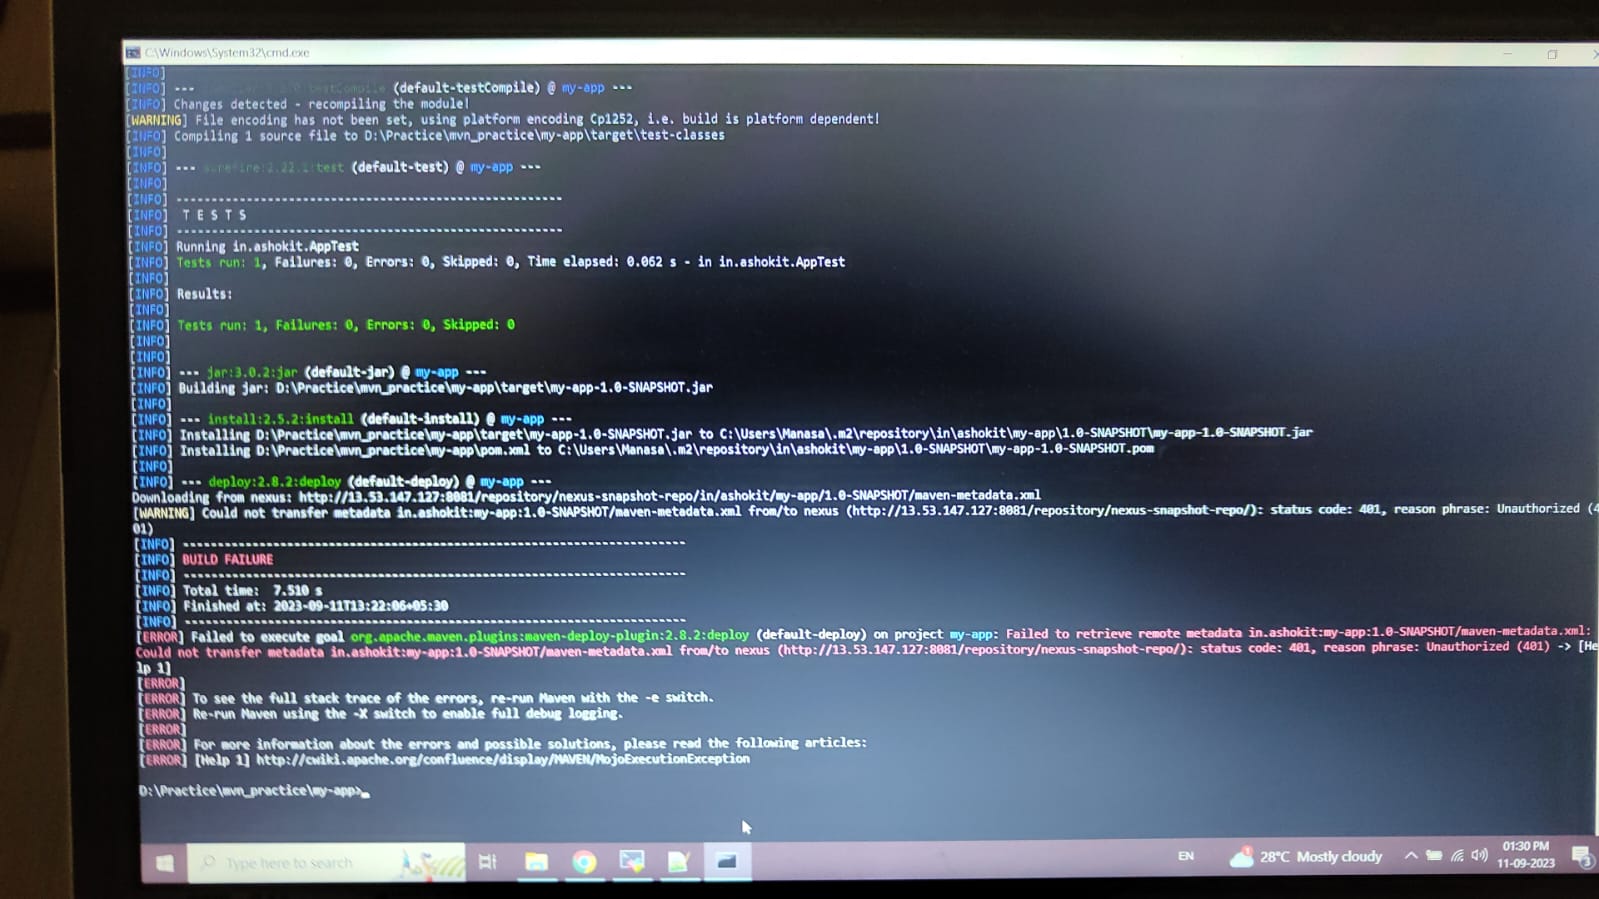 C:\Windows\System32\cmd.exe
[INFO]
[INFO] --- (default-testCompile) @ my-app ---
[INFO] Changes detected - recompiling the module!
[WARNING] File encoding has not been set, using platform encoding Cp1252, i.e. build is platform dependent!
[INFO] Compiling 1 source file to D:\Practice\mvn_practice\my-app\target\test-classes
[INFO]
[INFO] --- surefire:2.22.1:test (default-test) @ my-app ---
[INFO]
[INFO] -------------------------------------------------------
[INFO]  T E S T S
[INFO] -------------------------------------------------------
[INFO] Running in.ashokit.AppTest
[INFO] Tests run: 1, Failures: 0, Errors: 0, Skipped: 0, Time elapsed: 0.062 s - in in.ashokit.AppTest
[INFO]
[INFO] Results:
[INFO]
[INFO] Tests run: 1, Failures: 0, Errors: 0, Skipped: 0
[INFO]
[INFO]
[INFO] --- jar:3.0.2:jar (default-jar) @ my-app ---
[INFO] Building jar: D:\Practice\mvn_practice\my-app\target\my-app-1.0-SNAPSHOT.jar
[INFO]
[INFO] --- install:2.5.2:install (default-install) @ my-app ---
[INFO] Installing D:\Practice\mvn_practice\my-app\target\my-app-1.0-SNAPSHOT.jar to C:\Users\Manasa\.m2\repository\in\ashokit\my-app\1.0-SNAPSHOT\my-app-1.0-SNAPSHOT.jar
[INFO] Installing D:\Practice\mvn_practice\my-app\pom.xml to C:\Users\Manasa\.m2\repository\in\ashokit\my-app\1.0-SNAPSHOT\my-app-1.0-SNAPSHOT.pom
[INFO]
[INFO] --- deploy:2.8.2:deploy (default-deploy) @ my-app ---
Downloading from nexus: http://13.53.147.127:8081/repository/nexus-snapshot-repo/in/ashokit/my-app/1.0-SNAPSHOT/maven-metadata.xml
[WARNING] Could not transfer metadata in.ashokit:my-app:1.0-SNAPSHOT/maven-metadata.xml from/to nexus (http://13.53.147.127:8081/repository/nexus-snapshot-repo/): status code: 401, reason phrase: Unauthorized (4
01)
[INFO] ------------------------------------------------------------------------
[INFO] BUILD FAILURE
[INFO] ------------------------------------------------------------------------
[INFO] Total time:  7.510 s
[INFO] Finished at: 2023-09-11T13:22:06+05:30
[INFO] ------------------------------------------------------------------------
[ERROR] Failed to execute goal org.apache.maven.plugins:maven-deploy-plugin:2.8.2:deploy (default-deploy) on project my-app: Failed to retrieve remote metadata in.ashokit:my-app:1.0-SNAPSHOT/maven-metadata.xml:
Could not transfer metadata in.ashokit:my-app:1.0-SNAPSHOT/maven-metadata.xml from/to nexus (http://13.53.147.127:8081/repository/nexus-snapshot-repo/): status code: 401, reason phrase: Unauthorized (401) -> [He
lp 1]
[ERROR]
[ERROR] To see the full stack trace of the errors, re-run Maven with the -e switch.
[ERROR] Re-run Maven using the -X switch to enable full debug logging.
[ERROR]
[ERROR] For more information about the errors and possible solutions, please read the following articles:
[ERROR] [Help 1] http://cwiki.apache.org/confluence/display/MAVEN/MojoExecutionException
D:\Practice\mvn_practice\my-app>
Type here to search
EN
1
28°C Mostly cloudy
01:30 PM
11-09-2023
3